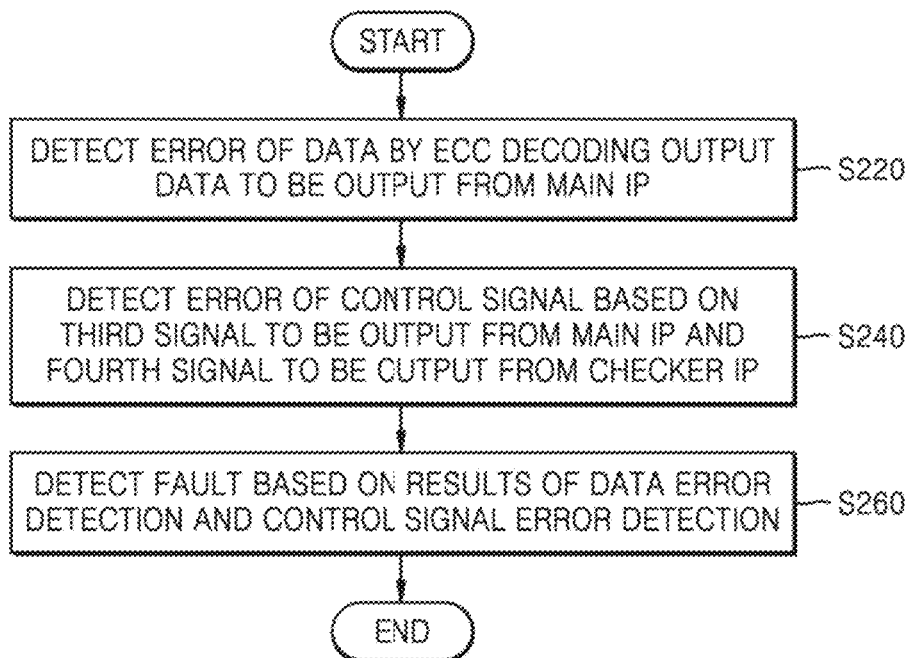 START
DETECT ERROR OF DATA BY ECC DECODING OUTPUT
DATA TO BE OUTPUT FROM MAIN IP
S220
DETECT ERROR OF CONTROL SIGNAL BASED ON
THIRD SIGNAL TO BE OUTPUT FROM MAIN IP AND
FOURTH SIGNAL TO BE CUTPUT FROM CHECKER IP
S240
DETECT FAULT BASED ON RESULTS OF DATA ERROR
DETECTION AND CONTROL SIGNAL ERROR DETECTION
S260
END